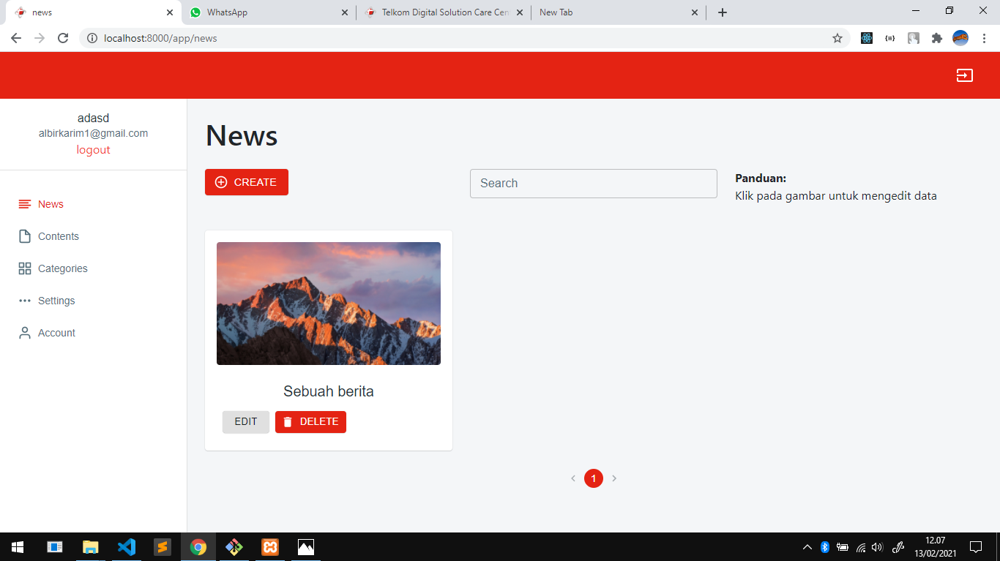 news
WhatsApp
Telkom Digital Solution Care Cen
New Tab
localhost:8000/app/news
adasd
albirkarim1@gmail.com
logout
News
Contents
Categories
Settings
Account
News
CREATE
Search
Panduan:
Klik pada gambar untuk mengedit data
Sebuah berita
EDIT
DELETE
1
12.07
13/02/2021